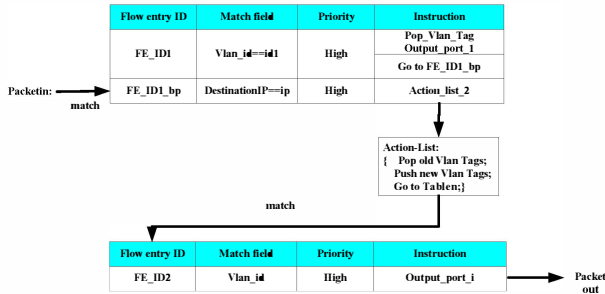 Flow entry ID Match field Priority Instruction
FE_ID1 Vlan_id==id1 High Pop_Vlan_Tag
Output_port_1
Go to FE_ID1_bp
Packetin: match FE_ID1_bp DestinationIP==ip High Action_list_2
Action-List:
{ Pop old Vlan Tags;
Push new Vlan Tags;
Go to Tablen;}
match
Flow entry ID Match field Priority Instruction
FE_ID2 Vlan_id High Output_port_i
Packet
out